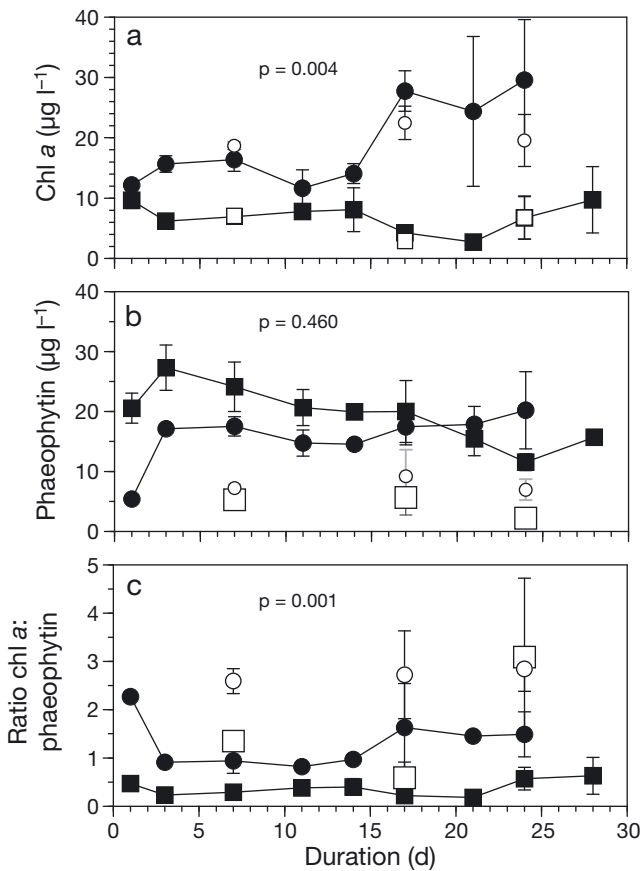 40
a
p = 0.004
30
Chl a (µg l–1)
20
10
0
40
b
p = 0.460
30
Phaeophytin (µg l–1)
20
10
0
5
c
p = 0.001
4
Ratio chl a:
phaeophytin
3
2
1
0
0 5 10 15 20 25 30
Duration (d)